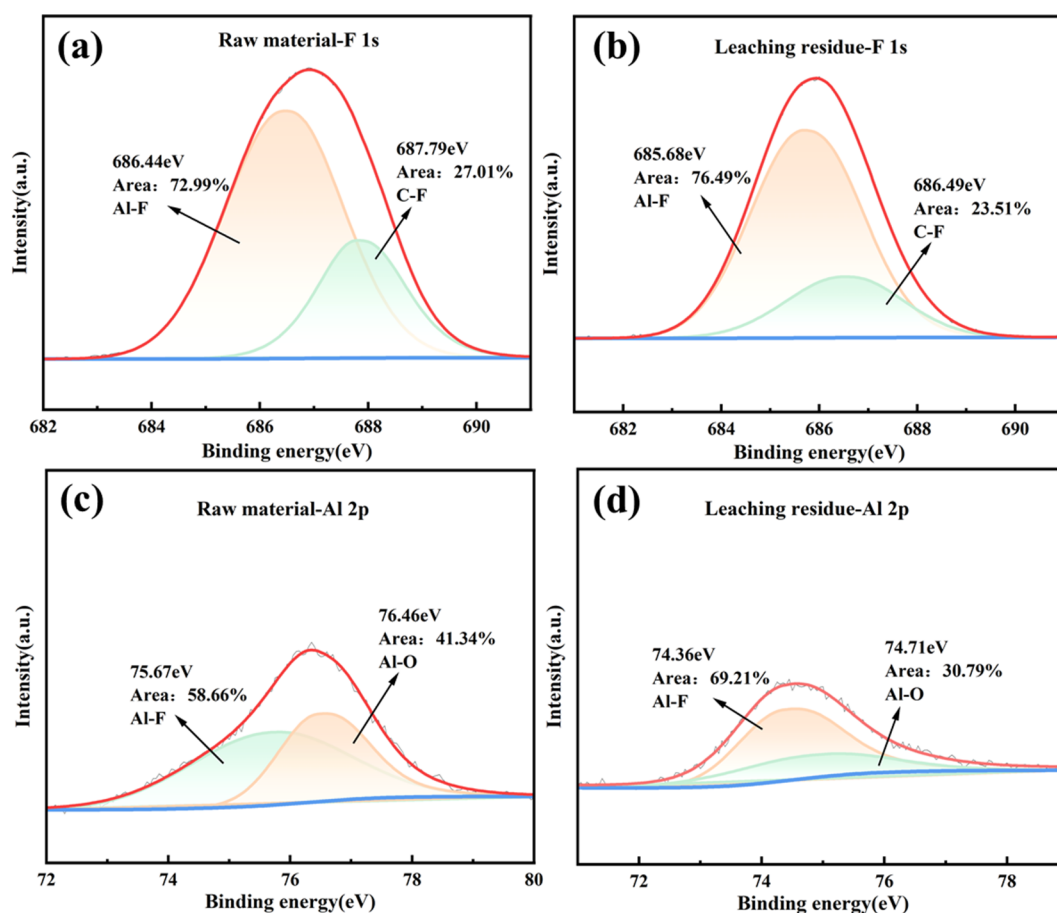 (a)
Raw material-F 1s
686.44eV
Area：72.99%
Al-F
687.79eV
Area：27.01%
C-F
Intensity(a.u.)
682 684 686 688 690
Binding energy(eV)
(b)
Leaching residue-F 1s
685.68eV
Area：76.49%
Al-F
686.49eV
Area：23.51%
C-F
Intensity(a.u.)
682 684 686 688 690
Binding energy(eV)
(c)
Raw material-Al 2p
75.67eV
Area：58.66%
Al-F
76.46eV
Area：41.34%
Al-O
Intensity(a.u.)
72 74 76 78 80
Binding energy(eV)
(d)
Leaching residue-Al 2p
74.36eV
Area：69.21%
Al-F
74.71eV
Area：30.79%
Al-O
Intensity(a.u.)
72 74 76 78
Binding energy(eV)